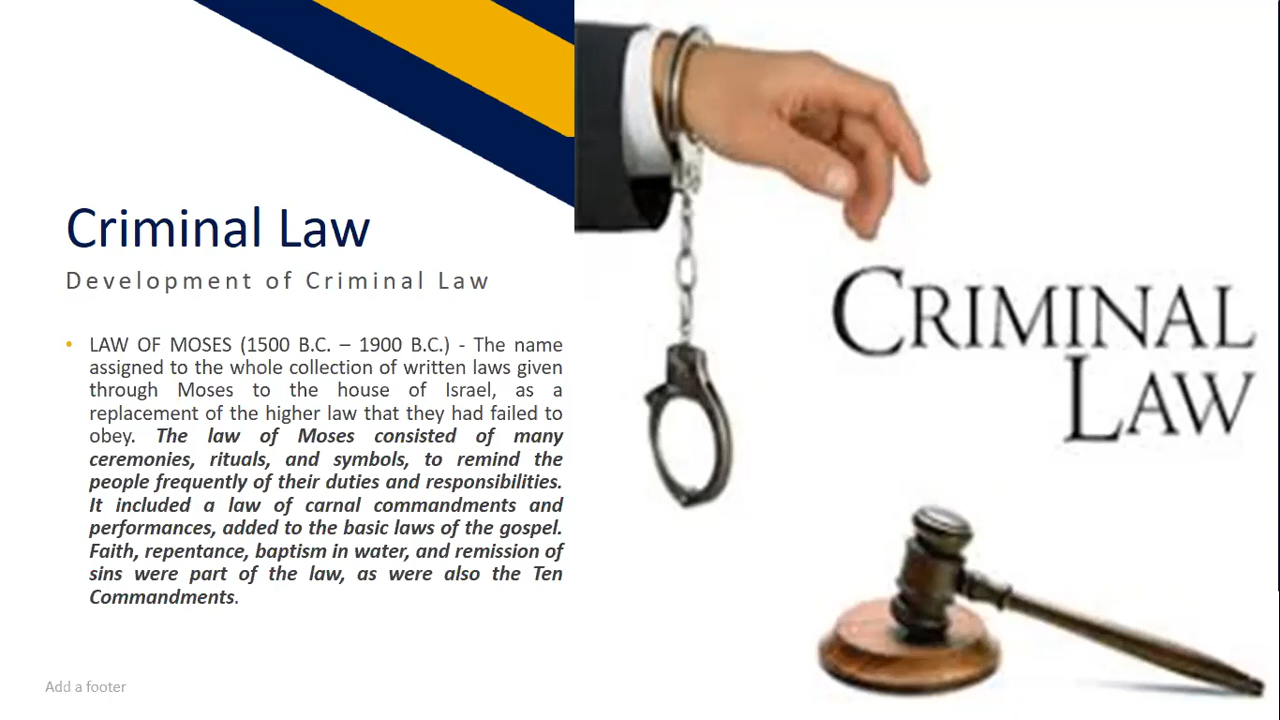 Criminal Law
Development of Criminal Law
• LAW OF MOSES (1500 B.C. – 1900 B.C.) - The name
assigned to the whole collection of written laws given
through Moses to the house of Israel, as a
replacement of the higher law that they had failed to
obey. The law of Moses consisted of many
ceremonies, rituals, and symbols, to remind the
people frequently of their duties and responsibilities.
It included a law of carnal commandments and
performances, added to the basic laws of the gospel.
Faith, repentance, baptism in water, and remission of
sins were part of the law, as were also the Ten
Commandments.
Add a footer
CRIMINAL
LAW